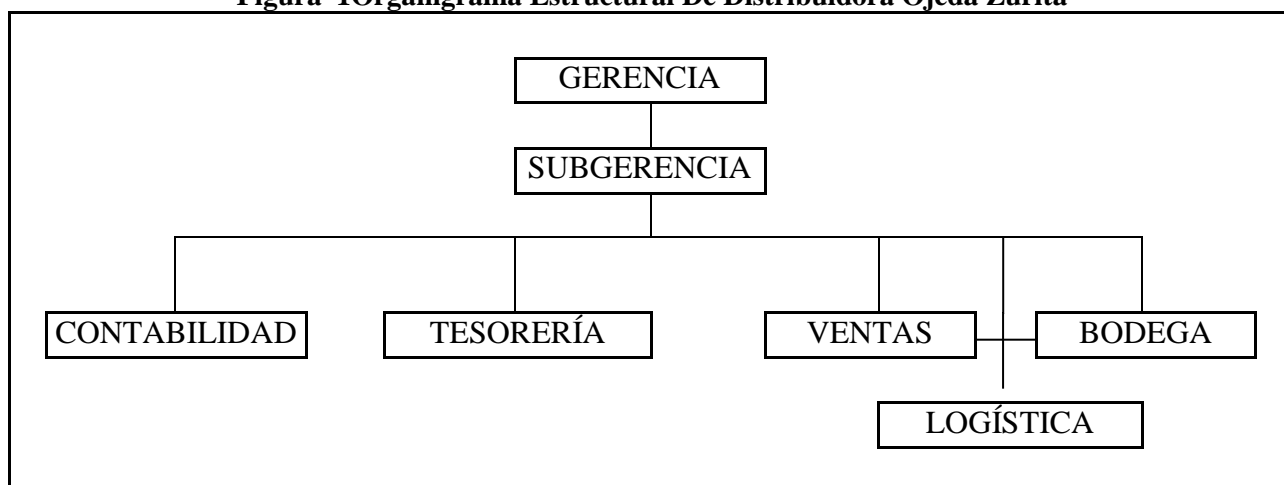 Figura 1Organigrama Estructural De Distribuidora Ojeda Zurita
GERENCIA
SUBGERENCIA
CONTABILIDAD
TESORERÍA
VENTAS
BODEGA
LOGÍSTICA